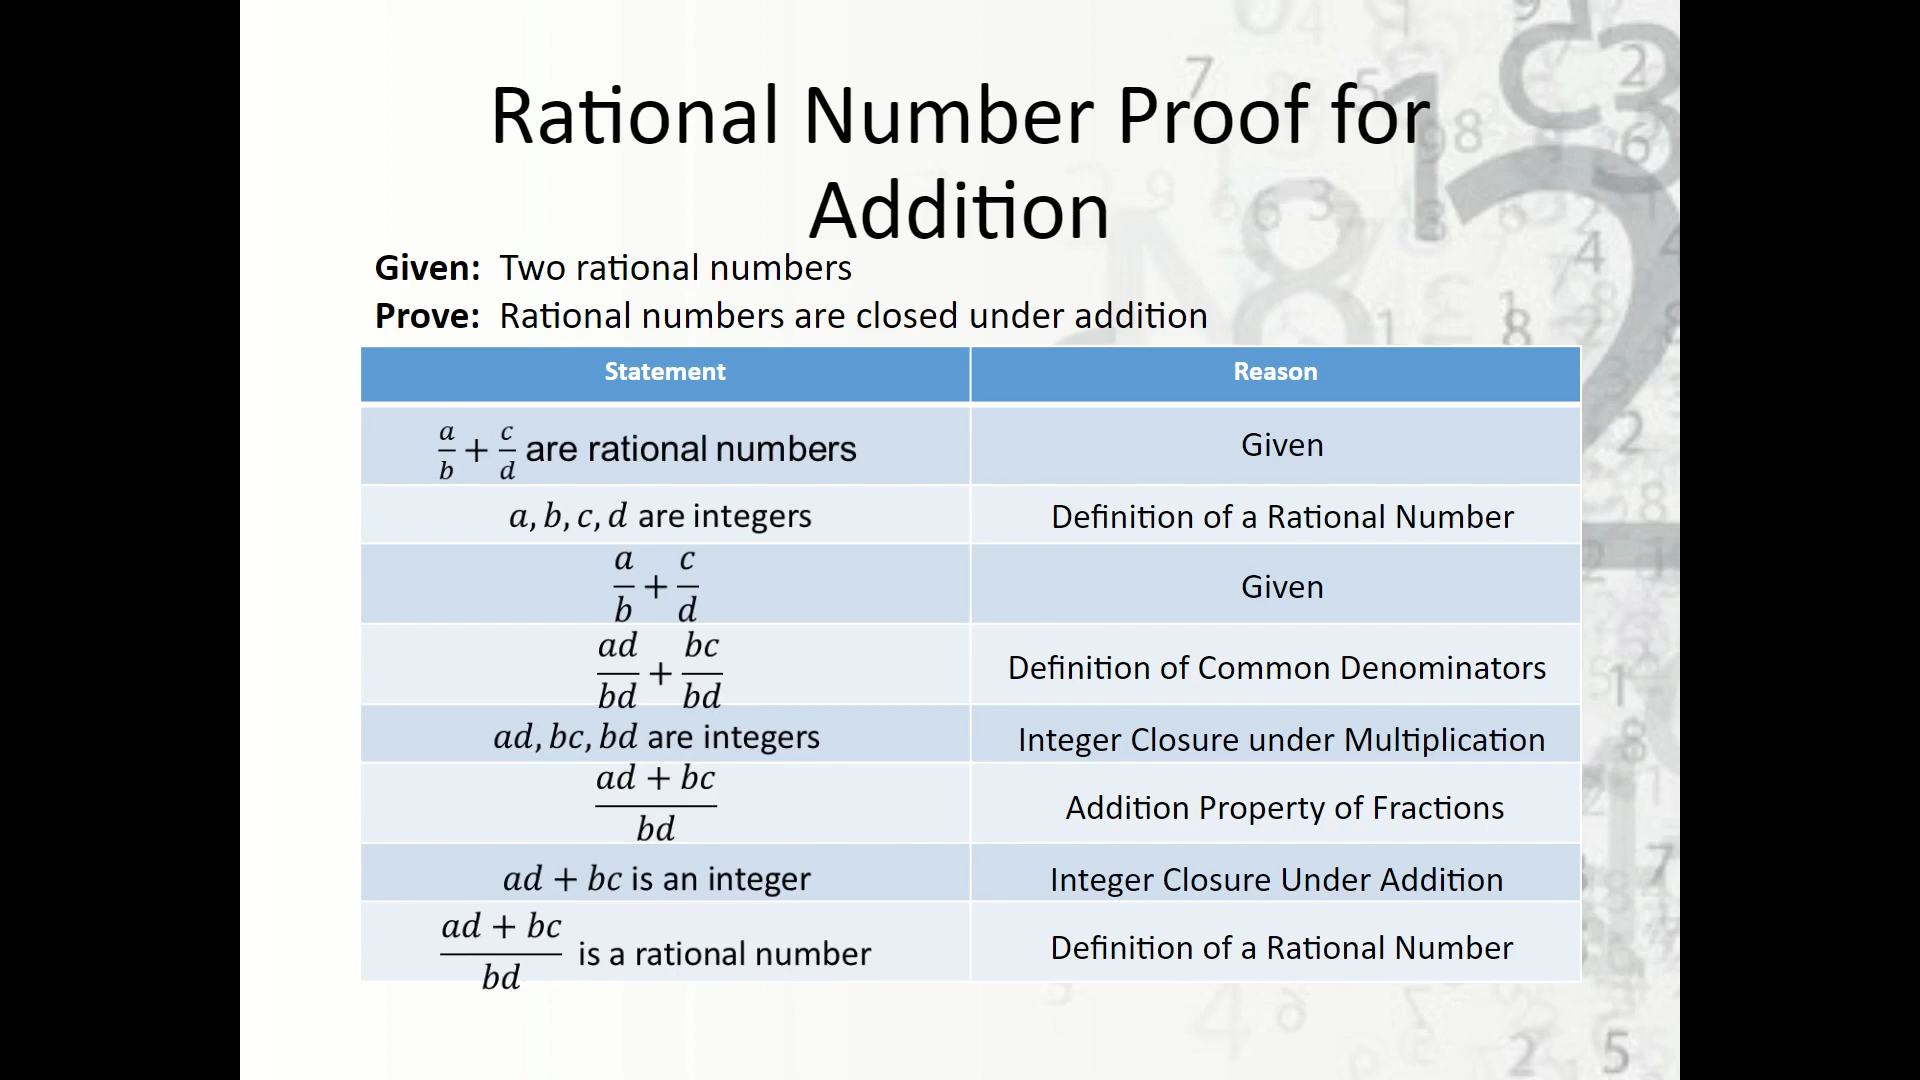 Rational Number Proof for
Addition
Given: Two rational numbers
Prove: Rational numbers are closed under addition
Statement Reason
a/b + c/d are rational numbers Given
a, b, c, d are integers Definition of a Rational Number
a/b + c/d Given
ad/bd + bc/bd Definition of Common Denominators
ad, bc, bd are integers Integer Closure under Multiplication
ad + bc/bd Addition Property of Fractions
ad + bc is an integer Integer Closure Under Addition
ad + bc/bd is a rational number Definition of a Rational Number